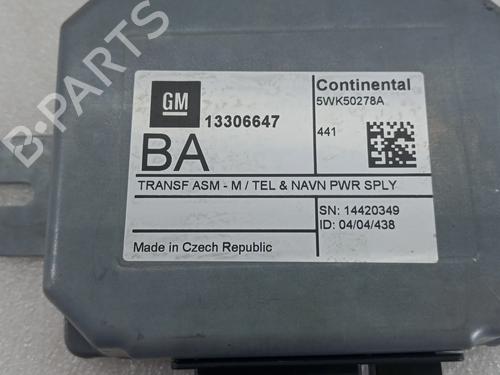 GM
13306647
BA
Continental
5WK50278A
441
TRANSF ASM - M / TEL & NAVN PWR SPLY
SN: 14420349
ID: 04/04/438
Made in Czech Republic
B-PARTS